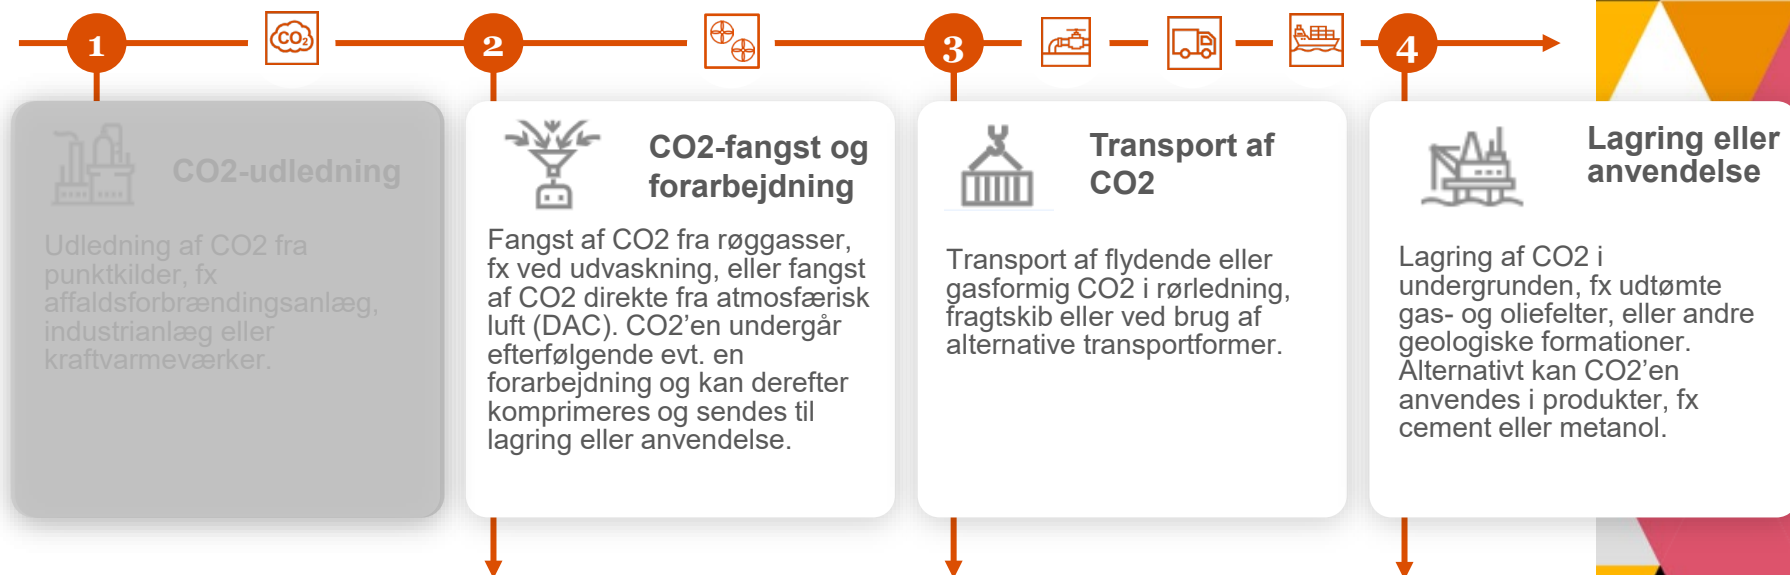 1
CO2
2
3
4
CO2-udledning
Udledning af CO2 fra
punktkilder, fx
affaldsforbrændingsanlæg,
industrianlæg eller
kraftvarmeværker.
CO2-fangst og
forarbejdning
Fangst af CO2 fra røggasser,
fx ved udvaskning, eller fangst
af CO2 direkte fra atmosfærisk
luft (DAC). CO2’en undergår
efterfølgende evt. en
forarbejdning og kan derefter
komprimeres og sendes til
lagring eller anvendelse.
Transport af
CO2
Transport af flydende eller
gasformig CO2 i rørledning,
fragtskib eller ved brug af
alternative transportformer.
Lagring eller
anvendelse
Lagring af CO2 i
undergrunden, fx udtømte
gas- og oliefelter, eller andre
geologiske formationer.
Alternativt kan CO2’en
anvendes i produkter, fx
cement eller metanol.